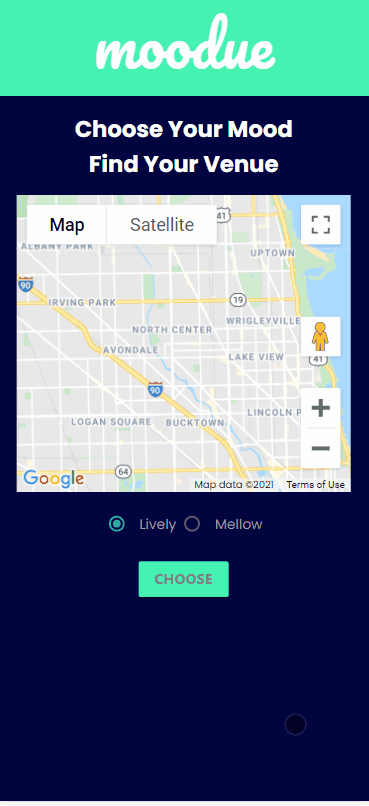 moodue
Choose Your Mood
Find Your Venue
Map Satellite
41
ALBANY PARK
UPTOWN
90
IRVING PARK
19
WRIGLEYVILLE
NORTH CENTER
AVONDALE
LAKE VIEW
41
90
LINCOLN P
LOGAN SQUARE BUCKTOWN
64
Google Map data ©2021 Terms of Use
Lively Mellow
CHOOSE